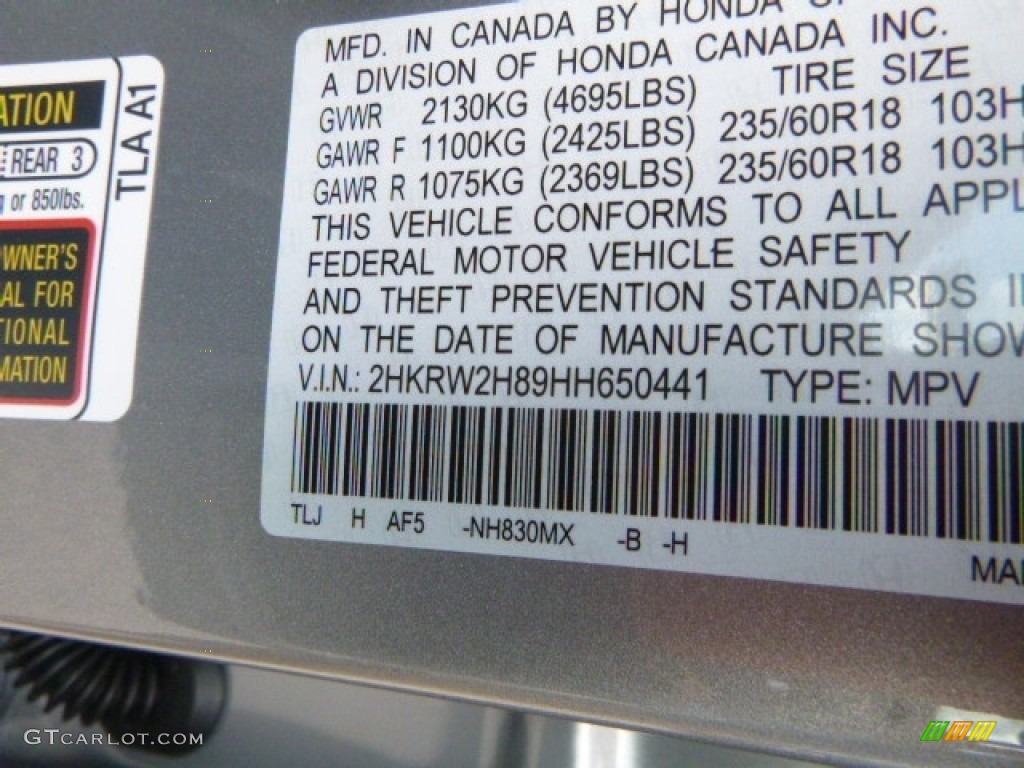 ATION
REAR 3
or 850lbs.
WNER'S
AL FOR
TIONAL
MATION
TLA A1
MFD. IN CANADA BY HONDA
A DIVISION OF HONDA CANADA INC.
GVWR 2130KG (4695LBS) TIRE SIZE
GAWR F 1100KG (2425LBS) 235/60R18 103H
GAWR R 1075KG (2369LBS) 235/60R18 103H
THIS VEHICLE CONFORMS TO ALL APPL
FEDERAL MOTOR VEHICLE SAFETY
AND THEFT PREVENTION STANDARDS I
ON THE DATE OF MANUFACTURE SHOW
V.I.N.: 2HKRW2H89HH650441 TYPE: MPV
TLJ H AF5 -NH830MX -B -H
MA
GTCARLOT.COM